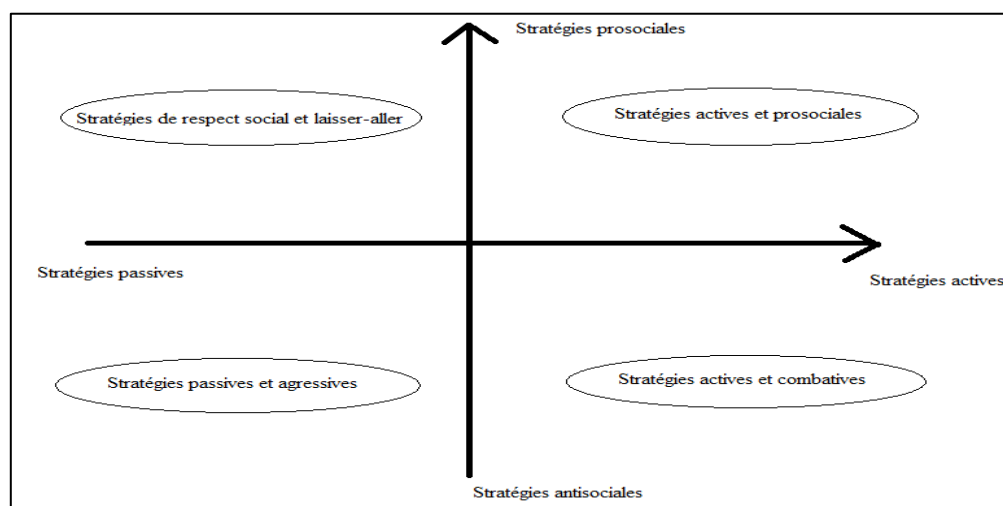 Stratégies prosociales
Stratégies de respect social et laisser-aller
Stratégies actives et prosociales
Stratégies passives
Stratégies actives
Stratégies passives et agressives
Stratégies actives et combatives
Stratégies antisociales